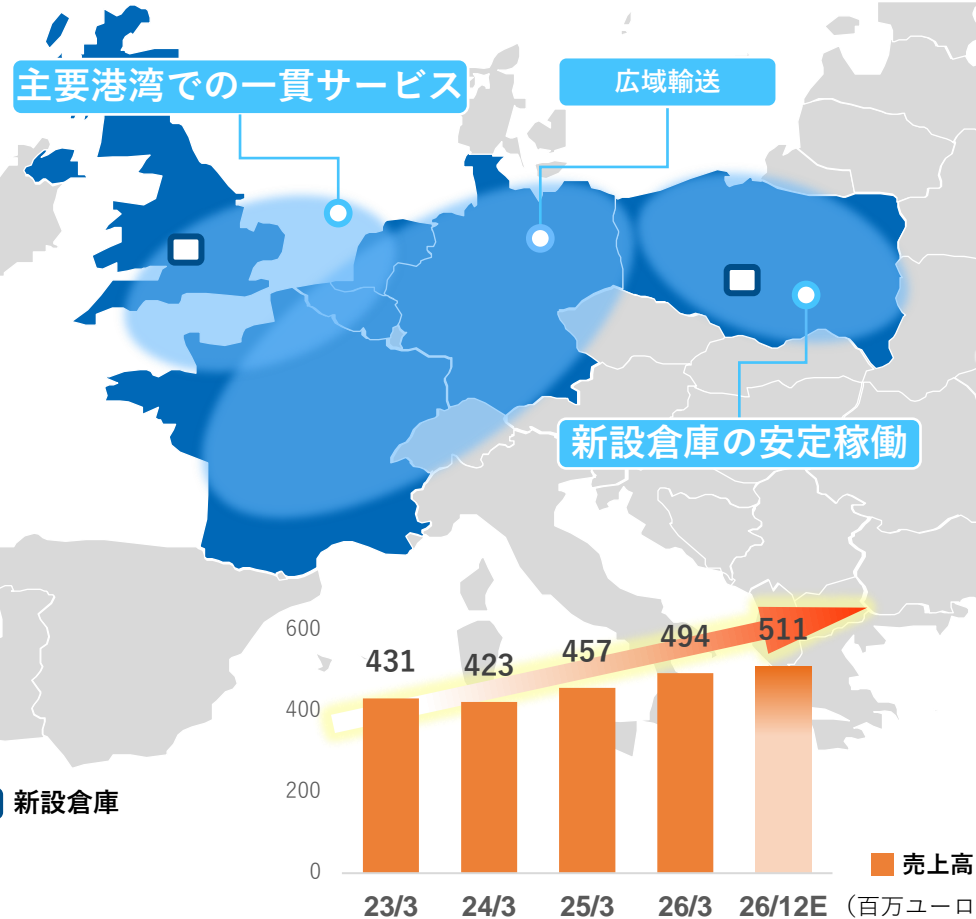 主要港湾での一貫サービス
広域輸送
新設倉庫の安定稼働
600
400
200
0
431
423
457
494
511
新設倉庫
売上高
23/3
24/3
25/3
26/3
26/12E
（百万ユーロ